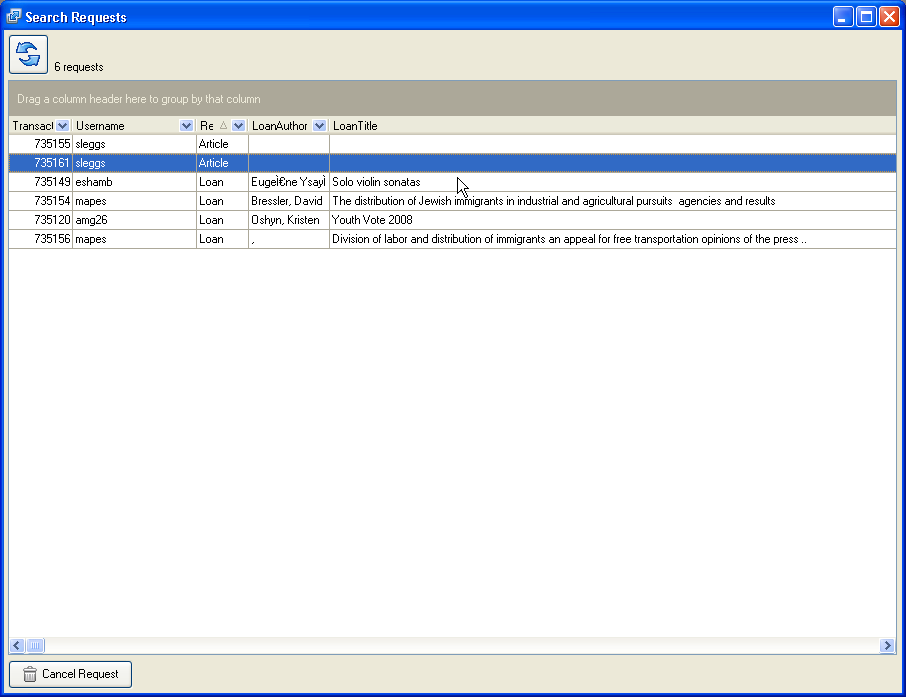 Search Requests
6 requests
Drag a column header here to group by that column
Transact Username Re LoanAuthor LoanTitle
735155 sleggs Article
735161 sleggs Article
735149 eshamb Loan EugeÌ€ne Ysayì Solo violin sonatas
735154 mapes Loan Bressler, David The distribution of Jewish immigrants in industrial and agricultural pursuits agencies and results
735120 amg26 Loan Oshyn, Kristen Youth Vote 2008
735156 mapes Loan , Division of labor and distribution of immigrants an appeal for free transportation opinions of the press ..
Cancel Request